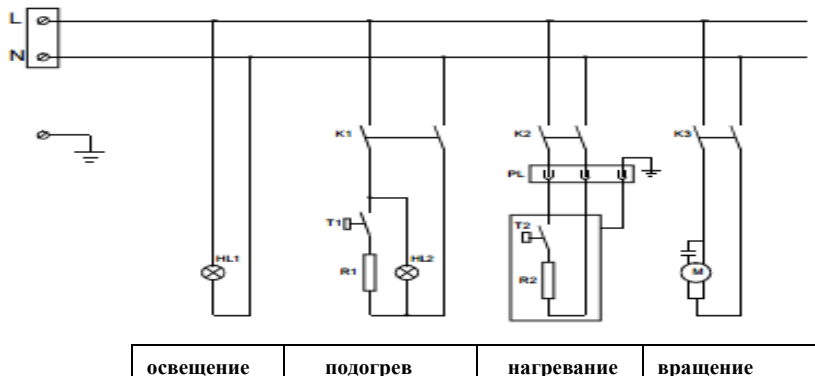 L
N
K1 K2 K3
PL
T1 T2
HL1 HL2
R1 R2 M
освещение подогрев нагревание вращение